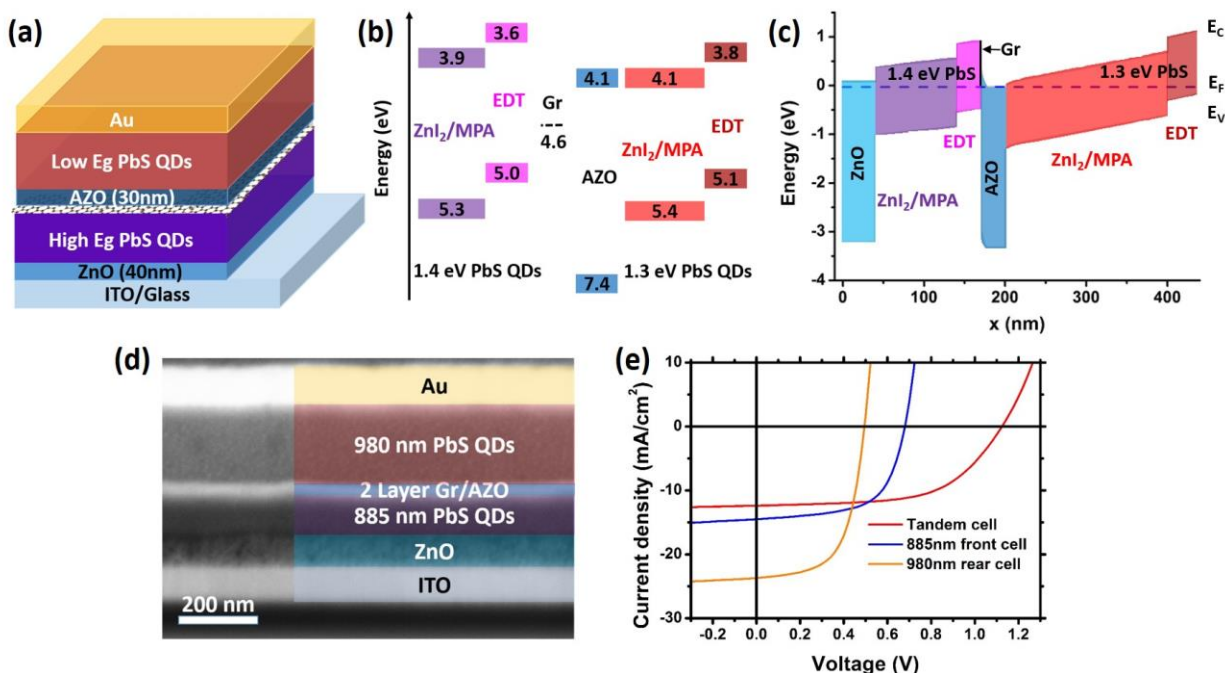 (a)
Au
Low Eg PbS QDs
AZO (30nm)
High Eg PbS QDs
ZnO (40nm)
ITO/Glass
(b)
Energy (eV)
3.6
3.9
EDT
Gr
4.6
ZnI₂/MPA
5.0
5.3
1.4 eV PbS QDs
3.8
4.1
4.1
EDT
ZnI₂/MPA
AZO
5.1
5.4
1.3 eV PbS QDs
7.4
(c)
Energy (eV)
1
0
-1
-2
-3
-4
Gr
E_C
1.4 eV PbS
1.3 eV PbS
E_F
E_V
EDT
EDT
ZnI₂/MPA
ZnO
AZO
ZnI₂/MPA
0 100 200 300 400
x (nm)
(d)
Au
980 nm PbS QDs
2 Layer Gr/AZO
885 nm PbS QDs
ZnO
ITO
200 nm
(e)
Current density (mA/cm²)
10
0
-10
-20
-30
Tandem cell
885nm front cell
980nm rear cell
-0.2 0.0 0.2 0.4 0.6 0.8 1.0 1.2
Voltage (V)